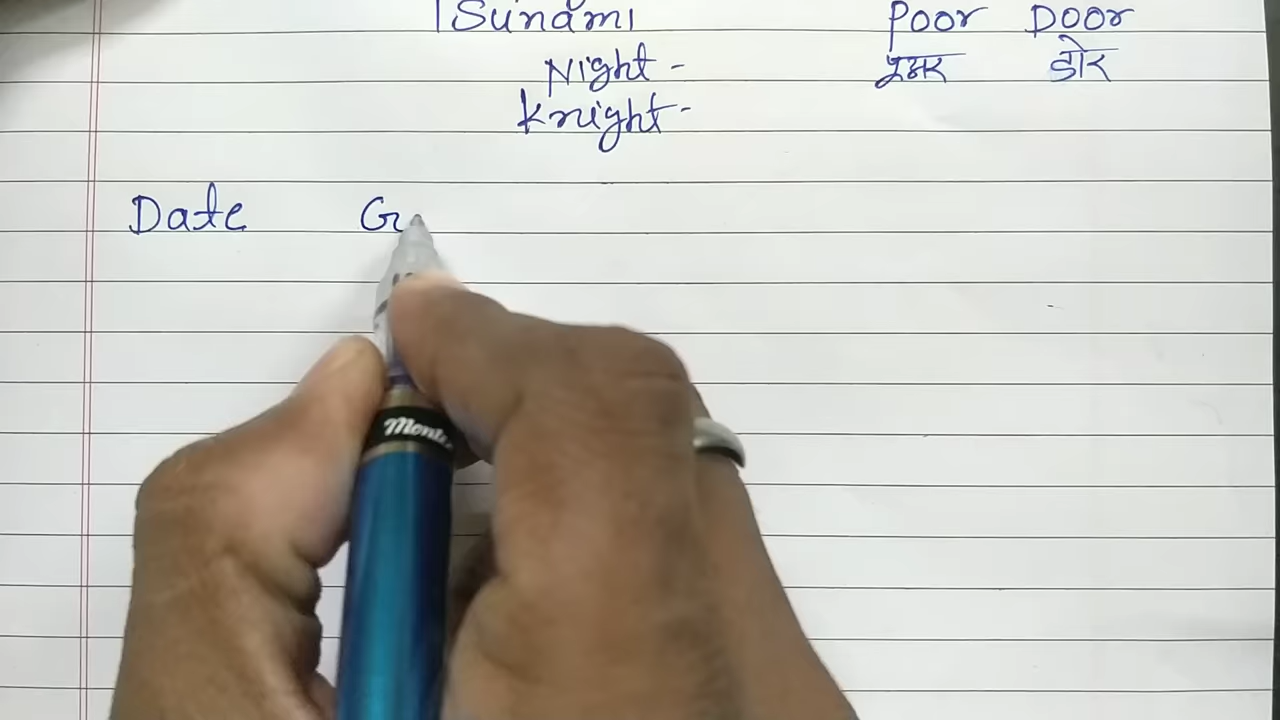 Tsunami Poor Door
Night - पूअर डोर
Knight -
Date G